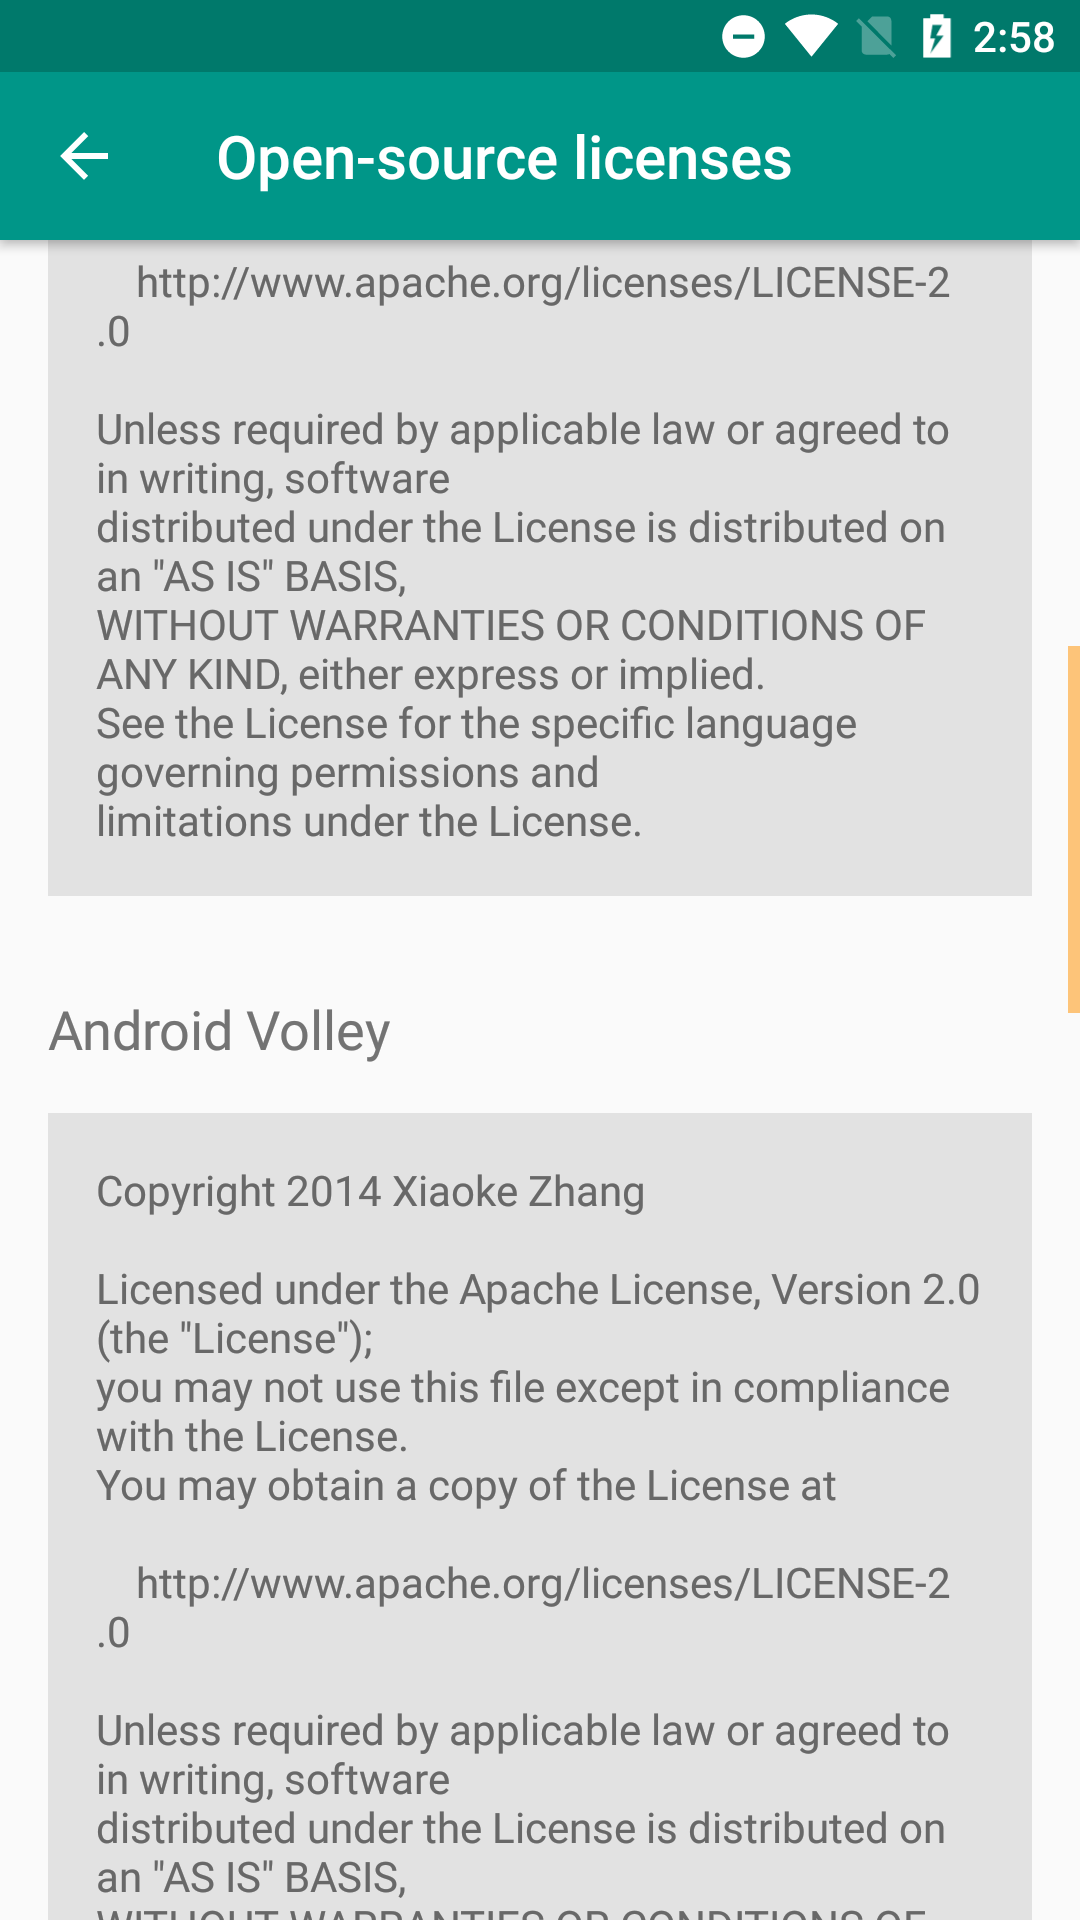 2:58
Open-source licenses
http://www.apache.org/licenses/LICENSE-2
.0
Unless required by applicable law or agreed to
in writing, software
distributed under the License is distributed on
an "AS IS" BASIS,
WITHOUT WARRANTIES OR CONDITIONS OF
ANY KIND, either express or implied.
See the License for the specific language
governing permissions and
limitations under the License.
Android Volley
Copyright 2014 Xiaoke Zhang
Licensed under the Apache License, Version 2.0
(the "License");
you may not use this file except in compliance
with the License.
You may obtain a copy of the License at
http://www.apache.org/licenses/LICENSE-2
.0
Unless required by applicable law or agreed to
in writing, software
distributed under the License is distributed on
an "AS IS" BASIS,
WITHOUT WARRANTIES OR CONDITIONS OF